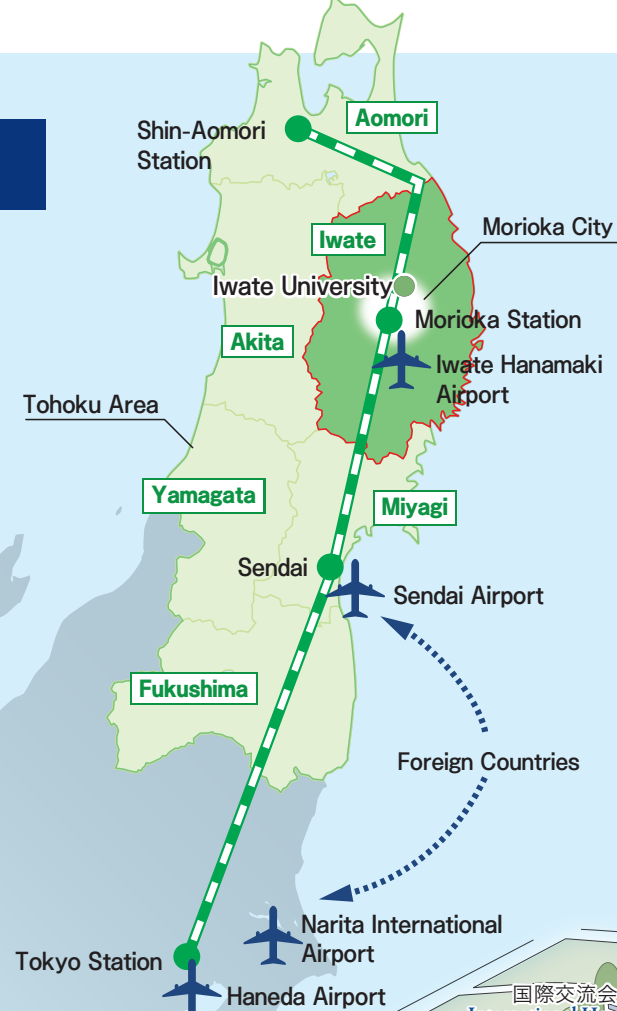 Shin-Aomori
Station
Aomori
Iwate
Morioka City
Iwate University
Morioka Station
Akita
Iwate Hanamaki
Airport
Tohoku Area
Yamagata
Miyagi
Sendai
Sendai Airport
Fukushima
Foreign Countries
Narita International
Airport
Tokyo Station
Haneda Airport
国際交流会
International H